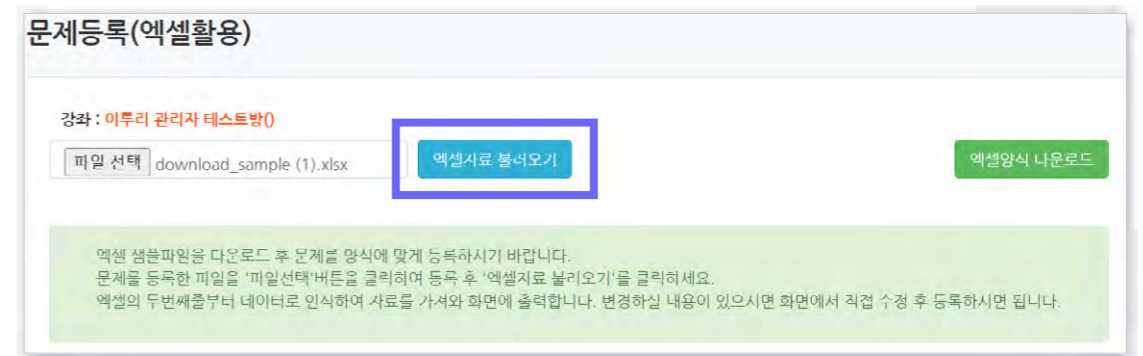 문제등록(엑셀활용)
강좌 : 이투리 관리자 테스트방()
파일 선택 download_sample (1).xlsx 엑셀자료 불러오기 엑셀양식 다운로드
엑셀 샘플파일을 다운로드 후 문제를 양식에 맞게 등록하시기 바랍니다.
문제를 등록한 파일을 '파일선택'버튼을 클릭하여 등록 후 '엑셀자료 불러오기'를 클릭하세요.
엑셀의 두번째줄부터 데이터로 인식하여 자료를 가져와 화면에 출력합니다. 변경하실 내용이 있으시면 화면에서 직접 수정 후 등록하시면 됩니다.